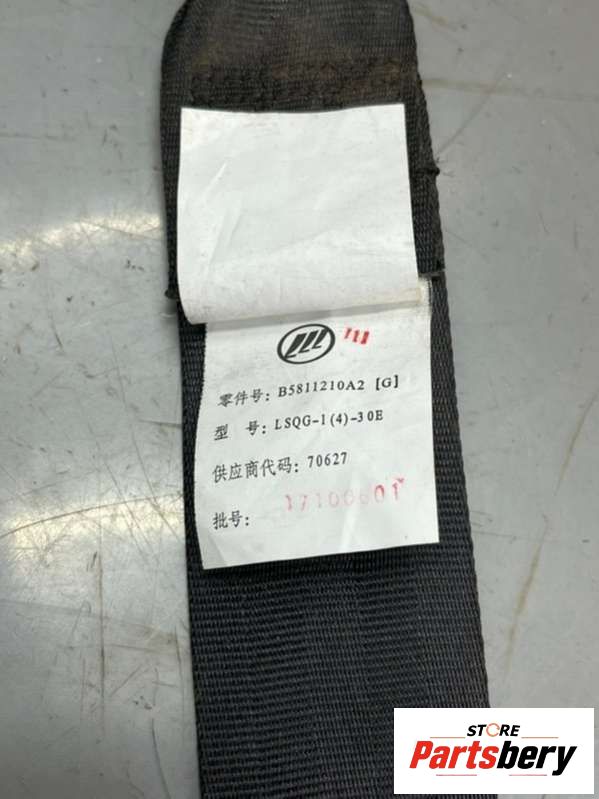 零件号: B5811210A2 [G]
型 号: LSQG-1(4)-30E
供应商代码: 70627
批号: 17100601
STORE
Partsbery